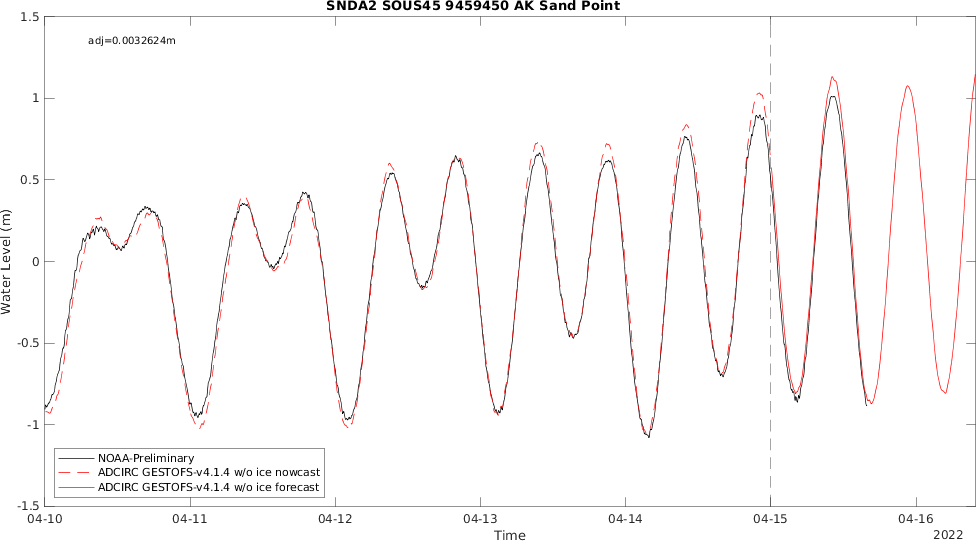 SNDA2 SOUS45 9459450 AK Sand Point
adj=0.0032624m
1.5
1
0.5
0
-0.5
-1
-1.5
Water Level (m)
NOAA-Preliminary
ADCIRC GESTOFS-v4.1.4 w/o ice nowcast
ADCIRC GESTOFS-v4.1.4 w/o ice forecast
04-10 04-11 04-12 04-13 04-14 04-15 04-16
Time
2022